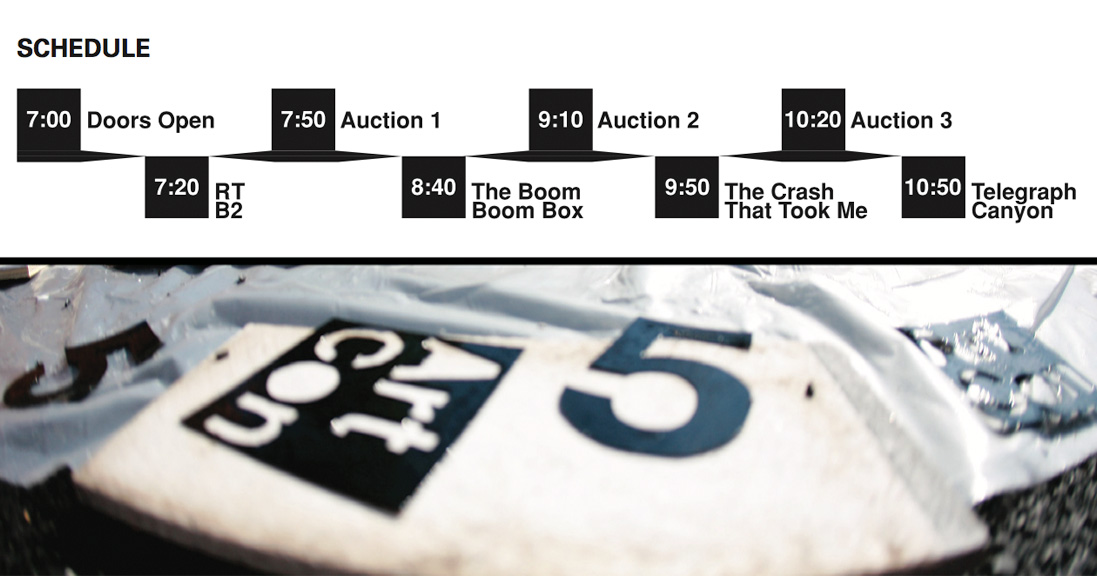 SCHEDULE
7:00 Doors Open
7:20 RT
B2
7:50 Auction 1
8:40 The Boom
Boom Box
9:10 Auction 2
9:50 The Crash
That Took Me
10:20 Auction 3
10:50 Telegraph
Canyon
5
Art
Con
5